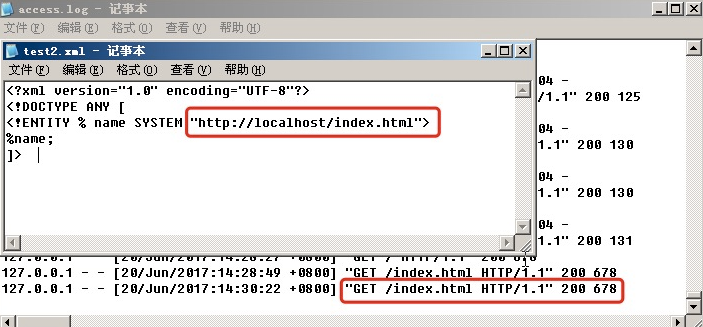 access.log - 记事本
文件(F) 编辑(E) 格式(O) 查看(V) 帮助(H)
test2.xml - 记事本
文件(F) 编辑(E) 格式(O) 查看(V) 帮助(H)
<?xml version="1.0" encoding="UTF-8"?>
<!DOCTYPE ANY [
<!ENTITY % name SYSTEM "http://localhost/index.html">
%name;
]>
04 -
/1.1" 200 125
04 -
.1" 200 130
04 -
.1" 200 130
04 -
.1" 200 131
127.0.0.1 - - [20/Jun/2017:14:28:27 +0800] "GET / HTTP/1.1" 200 678
127.0.0.1 - - [20/Jun/2017:14:28:49 +0800] "GET /index.html HTTP/1.1" 200 678
127.0.0.1 - - [20/Jun/2017:14:30:22 +0800] "GET /index.html HTTP/1.1" 200 678